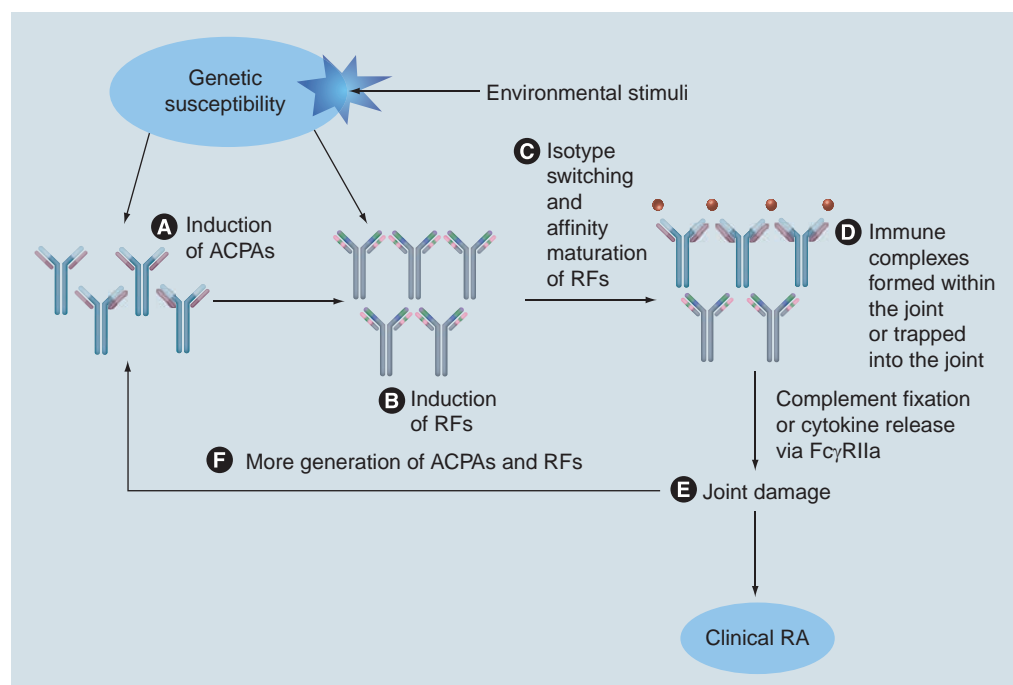 Genetic
susceptibility
Environmental stimuli
A Induction
of ACPAs
B Induction
of RFs
C Isotype
switching
and
affinity
maturation
of RFs
D Immune
complexes
formed within
the joint
or trapped
into the joint
Complement fixation
or cytokine release
via FcγRIIa
E Joint damage
F More generation of ACPAs and RFs
Clinical RA